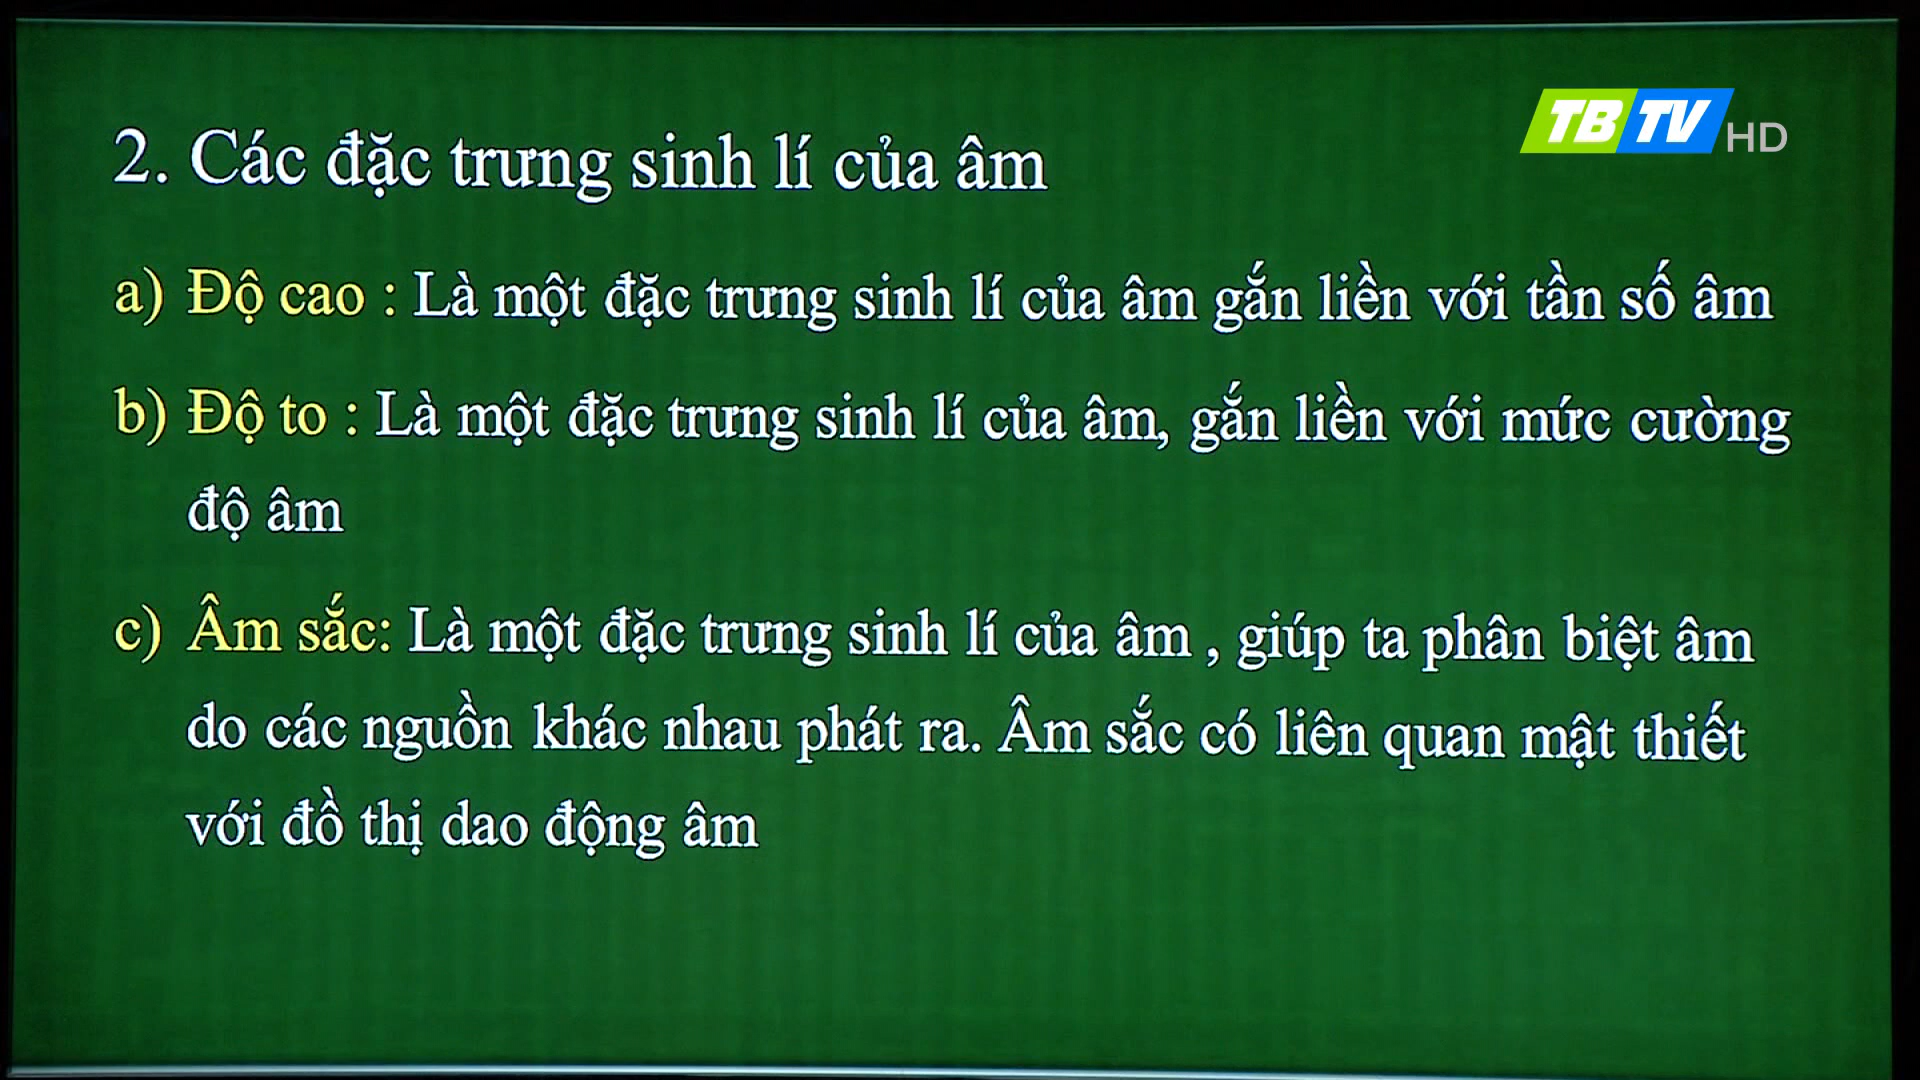 TBTV HD
2. Các đặc trưng sinh lí của âm
a) Độ cao : Là một đặc trưng sinh lí của âm gắn liền với tần số âm
b) Độ to : Là một đặc trưng sinh lí của âm, gắn liền với mức cường
độ âm
c) Âm sắc: Là một đặc trưng sinh lí của âm , giúp ta phân biệt âm
do các nguồn khác nhau phát ra. Âm sắc có liên quan mật thiết
với đồ thị dao động âm